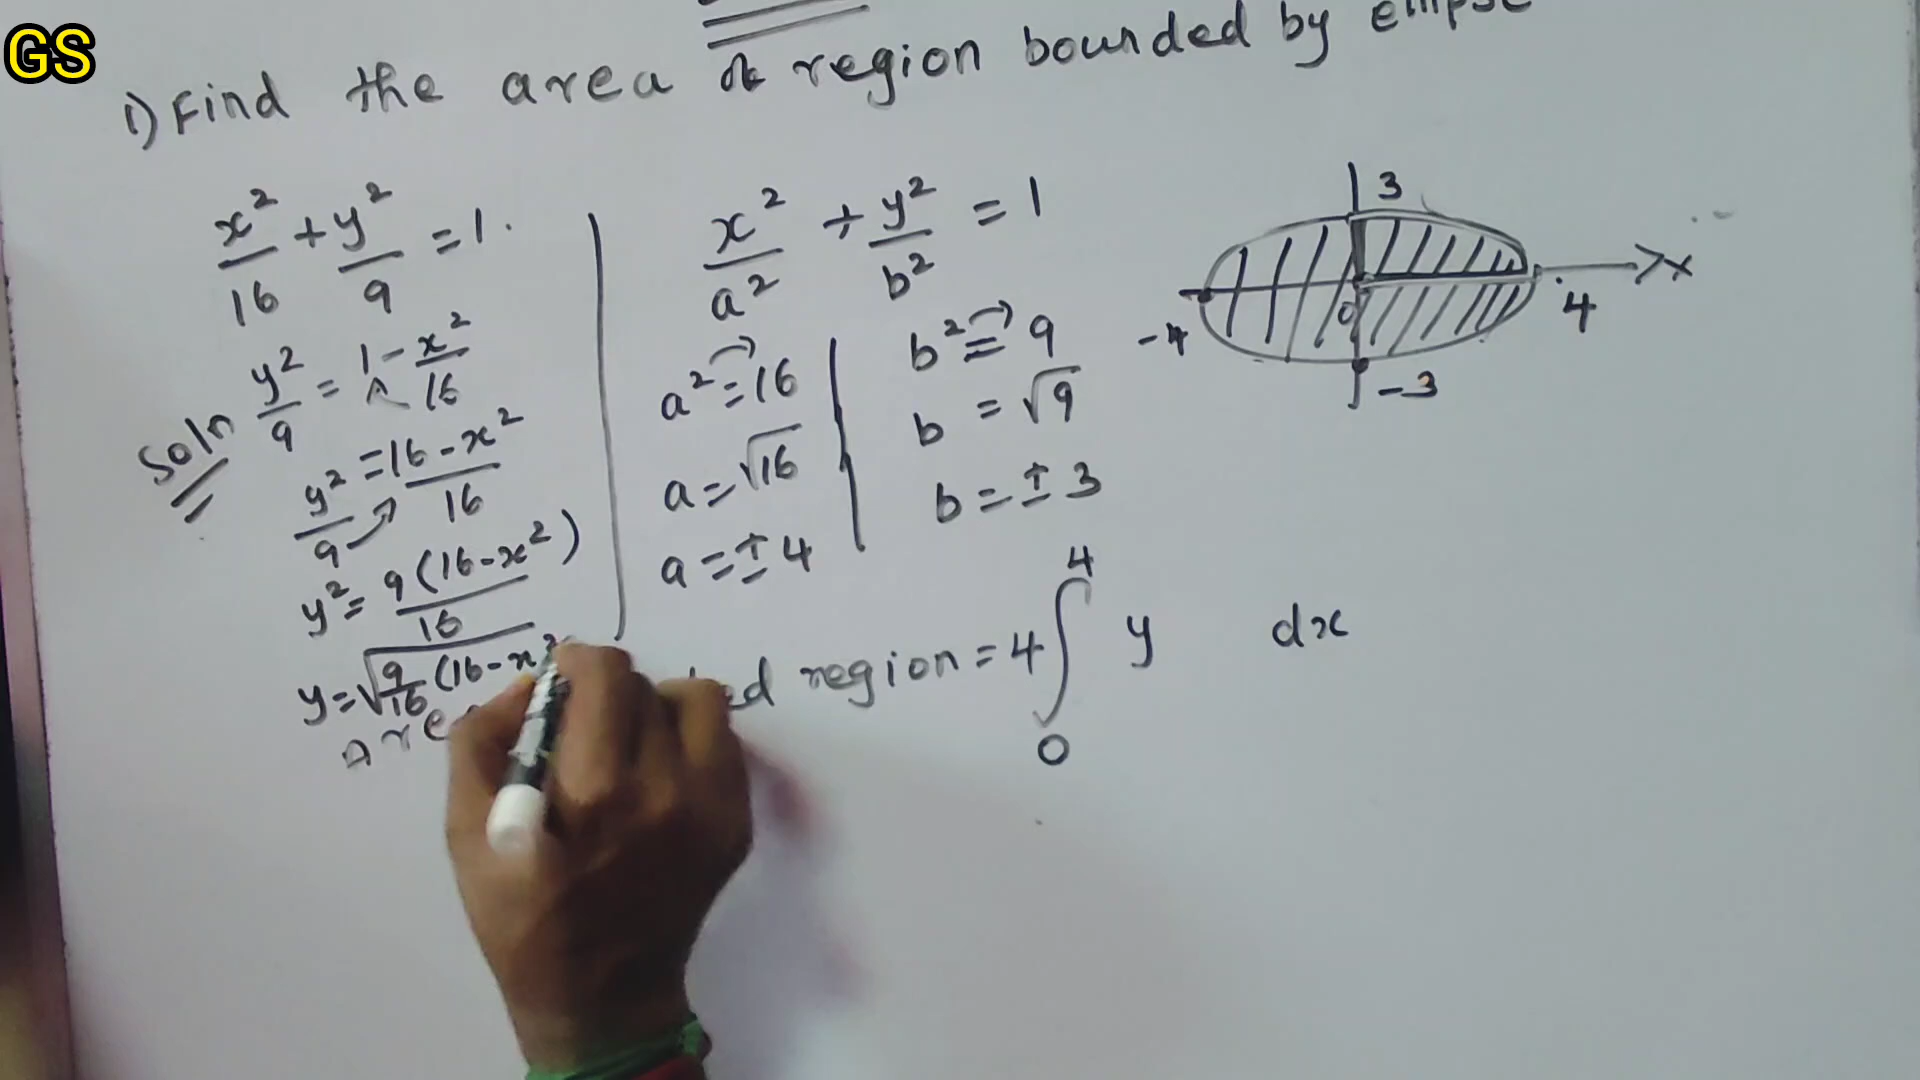 GS
1) Find the area of region bounded by ellipse
x²/16 + y²/9 = 1.
Soln
y²/9 = 1 - x²/16
y²/9 = 16 - x²/16
y² = 9(16 - x²)/16
y = √9/16 (16 - x²
x²/a² + y²/b² = 1
a² = 16
a = √16
a = ± 4
b² = 9
b = √9
b = ± 3
3
-4
0
4
x
-3
region = 4 ∫₀⁴ y dx